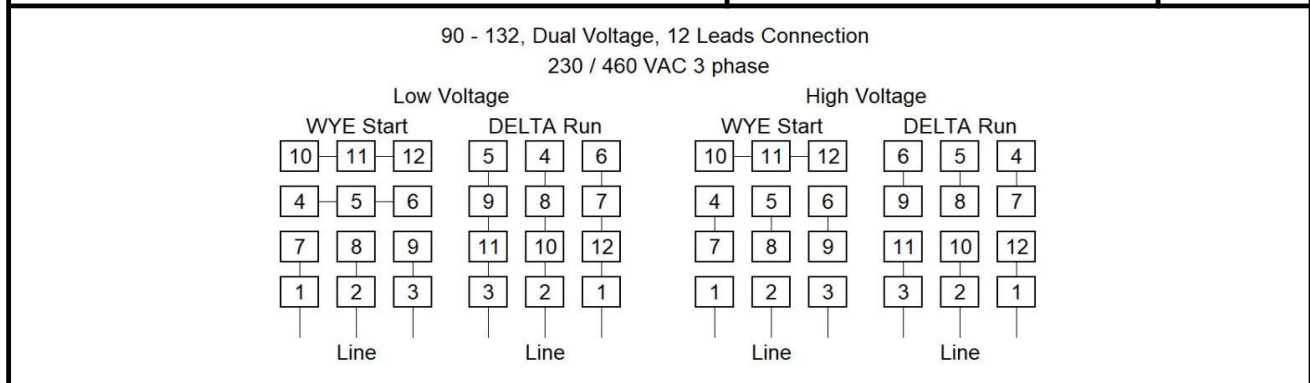 90 - 132, Dual Voltage, 12 Leads Connection
230 / 460 VAC 3 phase
Low Voltage High Voltage
WYE Start DELTA Run WYE Start DELTA Run
10 11 12 5 4 6 10 11 12 6 5 4
4 5 6 9 8 7 4 5 6 9 8 7
7 8 9 11 10 12 7 8 9 11 10 12
1 2 3 3 2 1 1 2 3 3 2 1
Line Line Line Line